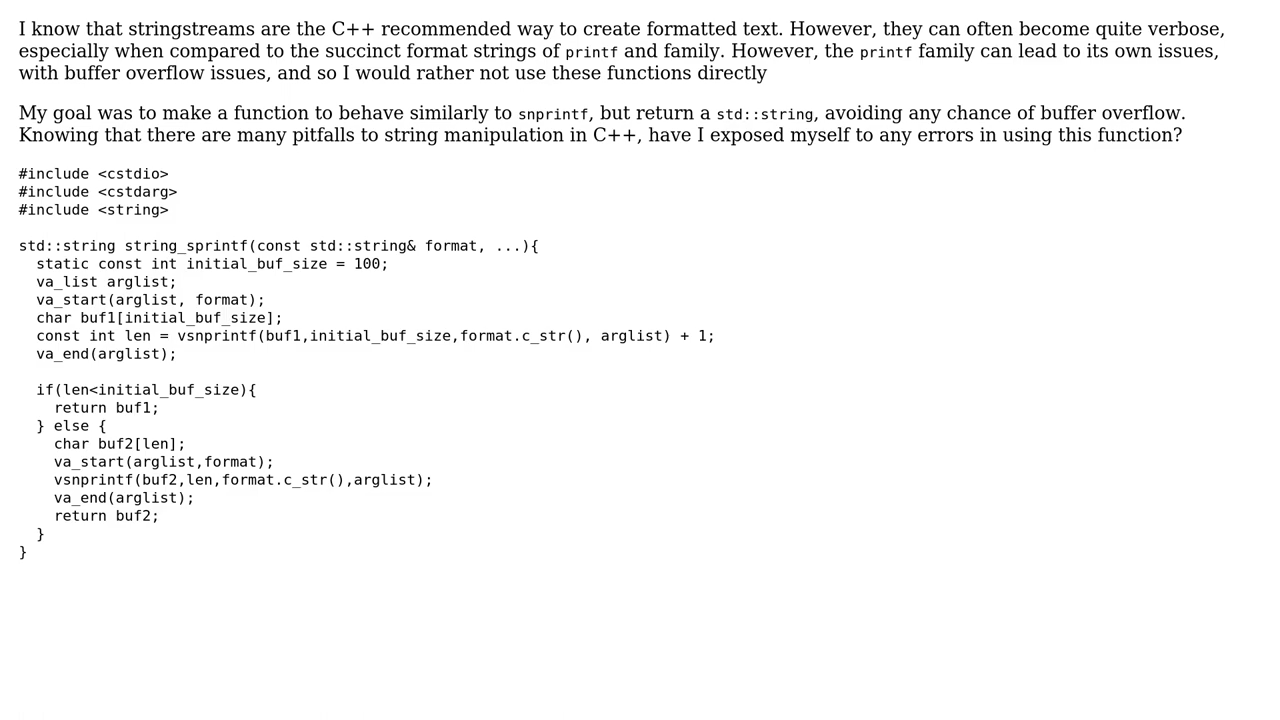 I know that stringstreams are the C++ recommended way to create formatted text. However, they can often become quite verbose,
especially when compared to the succinct format strings of printf and family. However, the printf family can lead to its own issues,
with buffer overflow issues, and so I would rather not use these functions directly
My goal was to make a function to behave similarly to snprintf, but return a std::string, avoiding any chance of buffer overflow.
Knowing that there are many pitfalls to string manipulation in C++, have I exposed myself to any errors in using this function?
#include <cstdio>
#include <cstdarg>
#include <string>
std::string string_sprintf(const std::string& format, ...){
  static const int initial_buf_size = 100;
  va_list arglist;
  va_start(arglist, format);
  char buf1[initial_buf_size];
  const int len = vsnprintf(buf1,initial_buf_size,format.c_str(), arglist) + 1;
  va_end(arglist);
  if(len<initial_buf_size){
    return buf1;
  } else {
    char buf2[len];
    va_start(arglist,format);
    vsnprintf(buf2,len,format.c_str(),arglist);
    va_end(arglist);
    return buf2;
  }
}